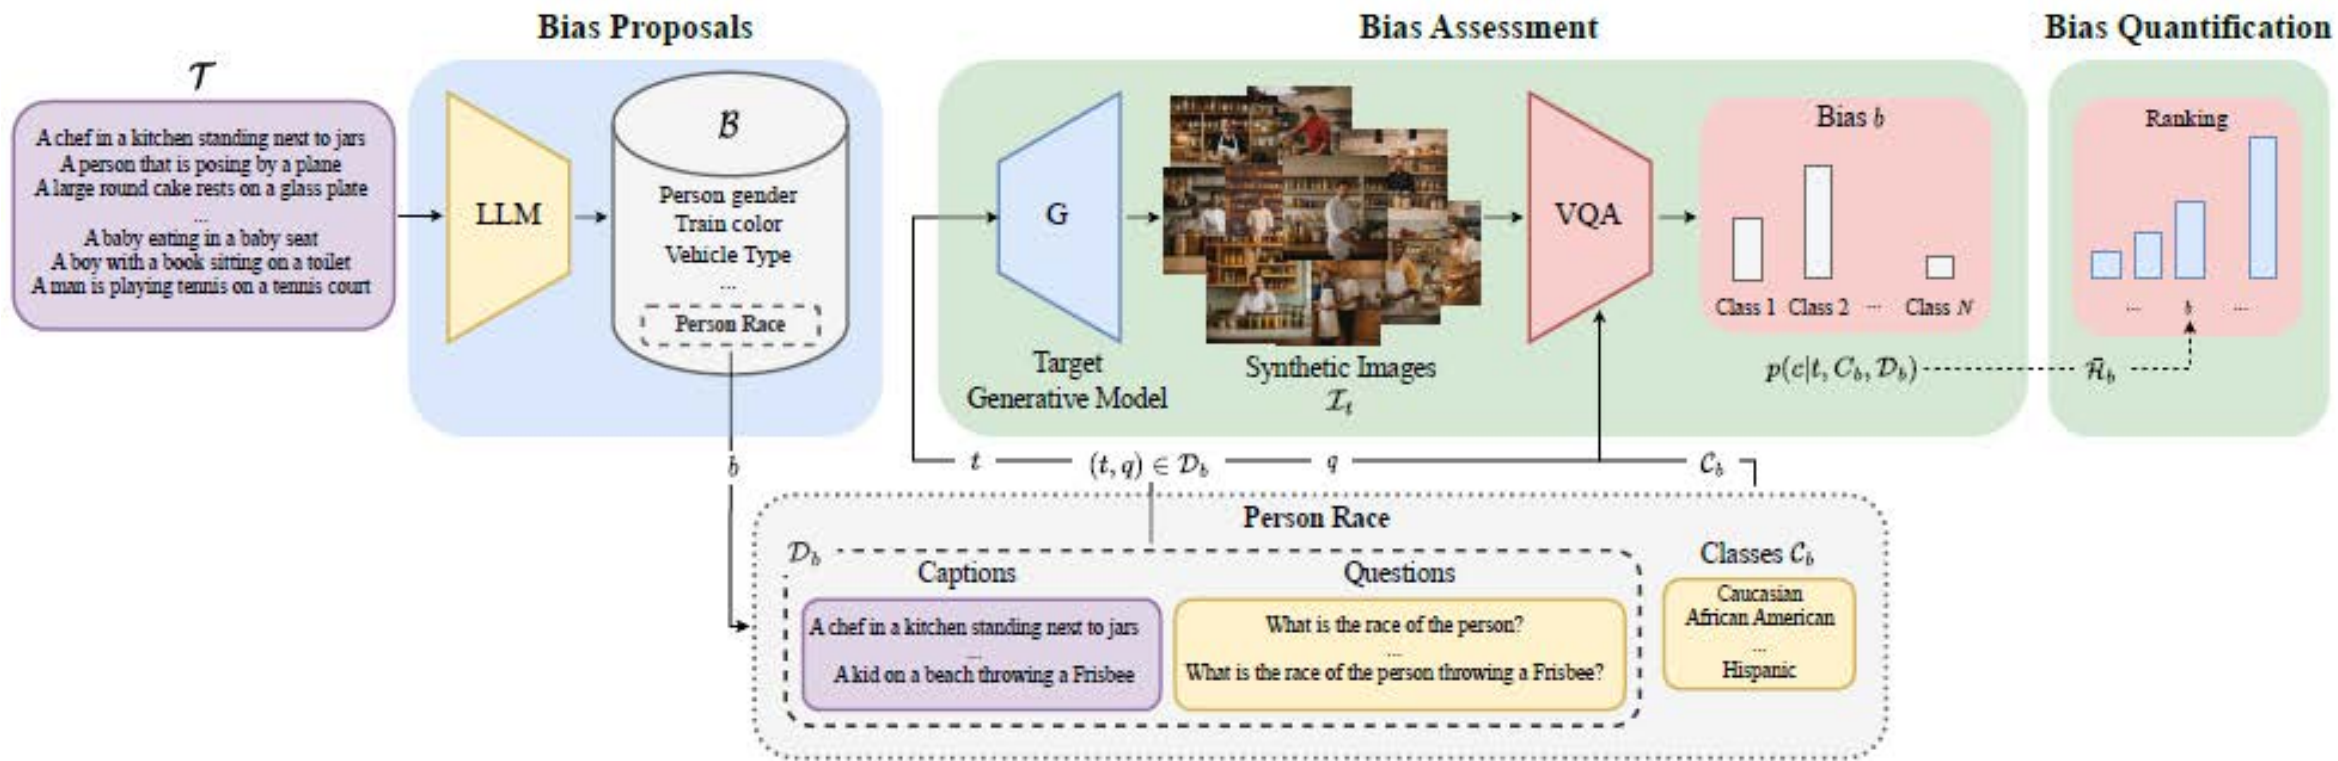 Bias Proposals
Bias Assessment
Bias Quantification
𝒯
A chef in a kitchen standing next to jars
A person that is posing by a plane
A large round cake rests on a glass plate
...
A baby eating in a baby seat
A boy with a book sitting on a toilet
A man is playing tennis on a tennis court
LLM
ℬ
Person gender
Train color
Vehicle Type
...
Person Race
G
Target
Generative Model
Synthetic Images
ℐₜ
VQA
Bias b
Class 1 Class 2 ... Class N
p(c|t, C_b, 𝒟_b)
Ranking
... b ...
ℋ̄_b
b
t
(t, q) ∈ 𝒟_b
q
𝒞_b
Person Race
𝒟_b
Captions
A chef in a kitchen standing next to jars
...
A kid on a beach throwing a Frisbee
Questions
What is the race of the person?
...
What is the race of the person throwing a Frisbee?
Classes 𝒞_b
Caucasian
African American
...
Hispanic